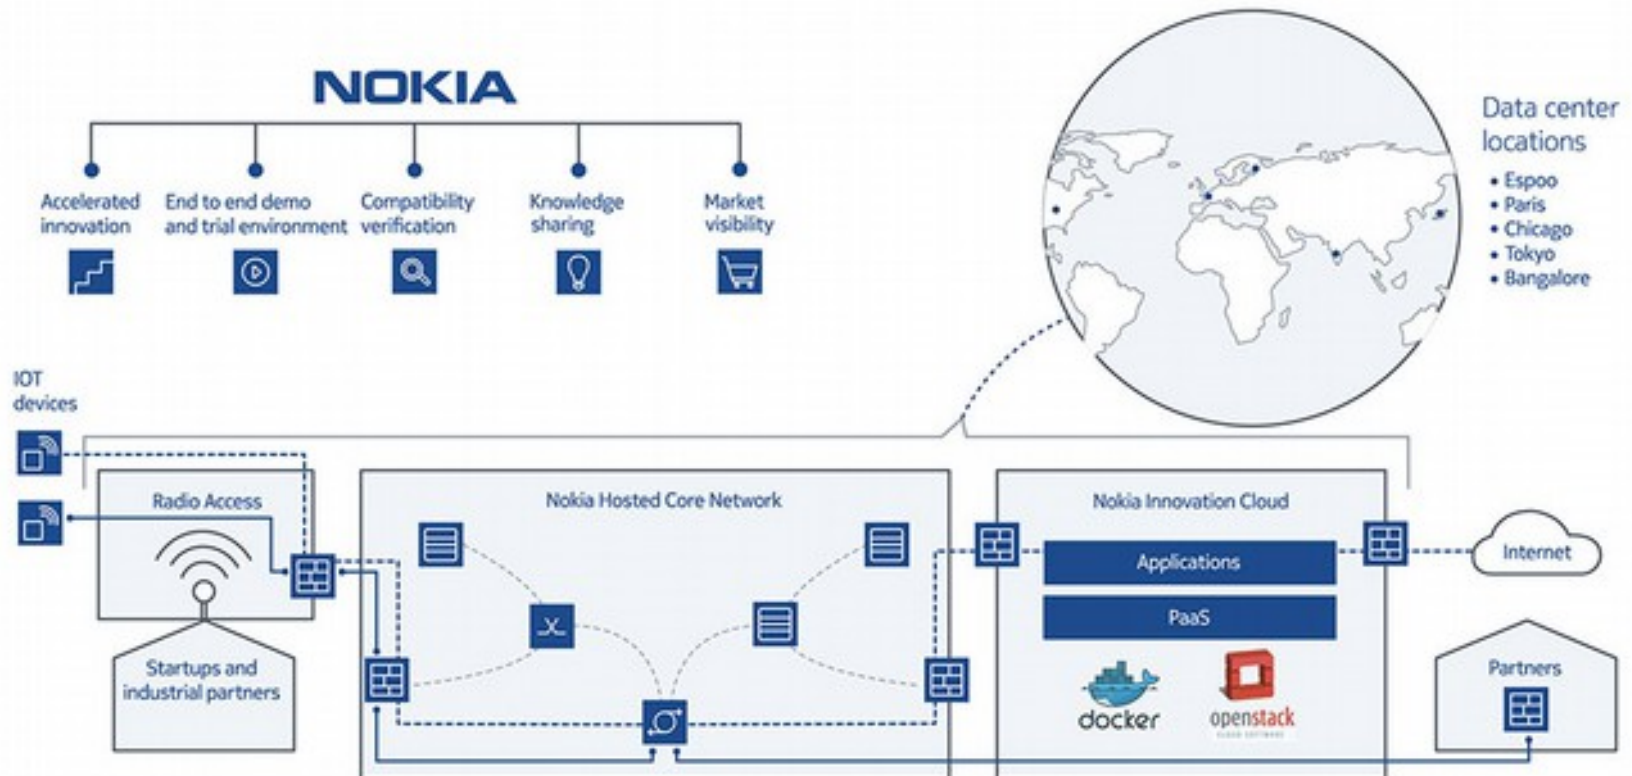 NOKIA
Accelerated
innovation
End to end demo
and trial environment
Compatibility
verification
Knowledge
sharing
Market
visibility
Data center
locations
• Espoo
• Paris
• Chicago
• Tokyo
• Bangalore
IOT
devices
Radio Access
Startups and
industrial partners
Nokia Hosted Core Network
Nokia Innovation Cloud
Applications
PaaS
docker
openstack
CLOUD SOFTWARE
Internet
Partners